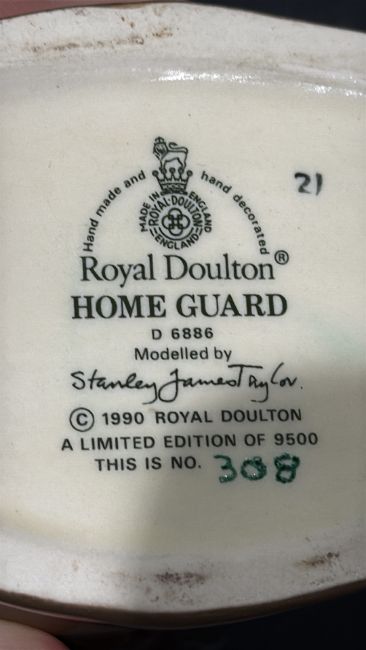 21
Hand made and hand decorated
MADE IN ENGLAND
ROYAL·DOULTON
ENGLAND
Royal Doulton®
HOME GUARD
D 6886
Modelled by
Stanley James Taylor.
© 1990 ROYAL DOULTON
A LIMITED EDITION OF 9500
THIS IS NO. 308